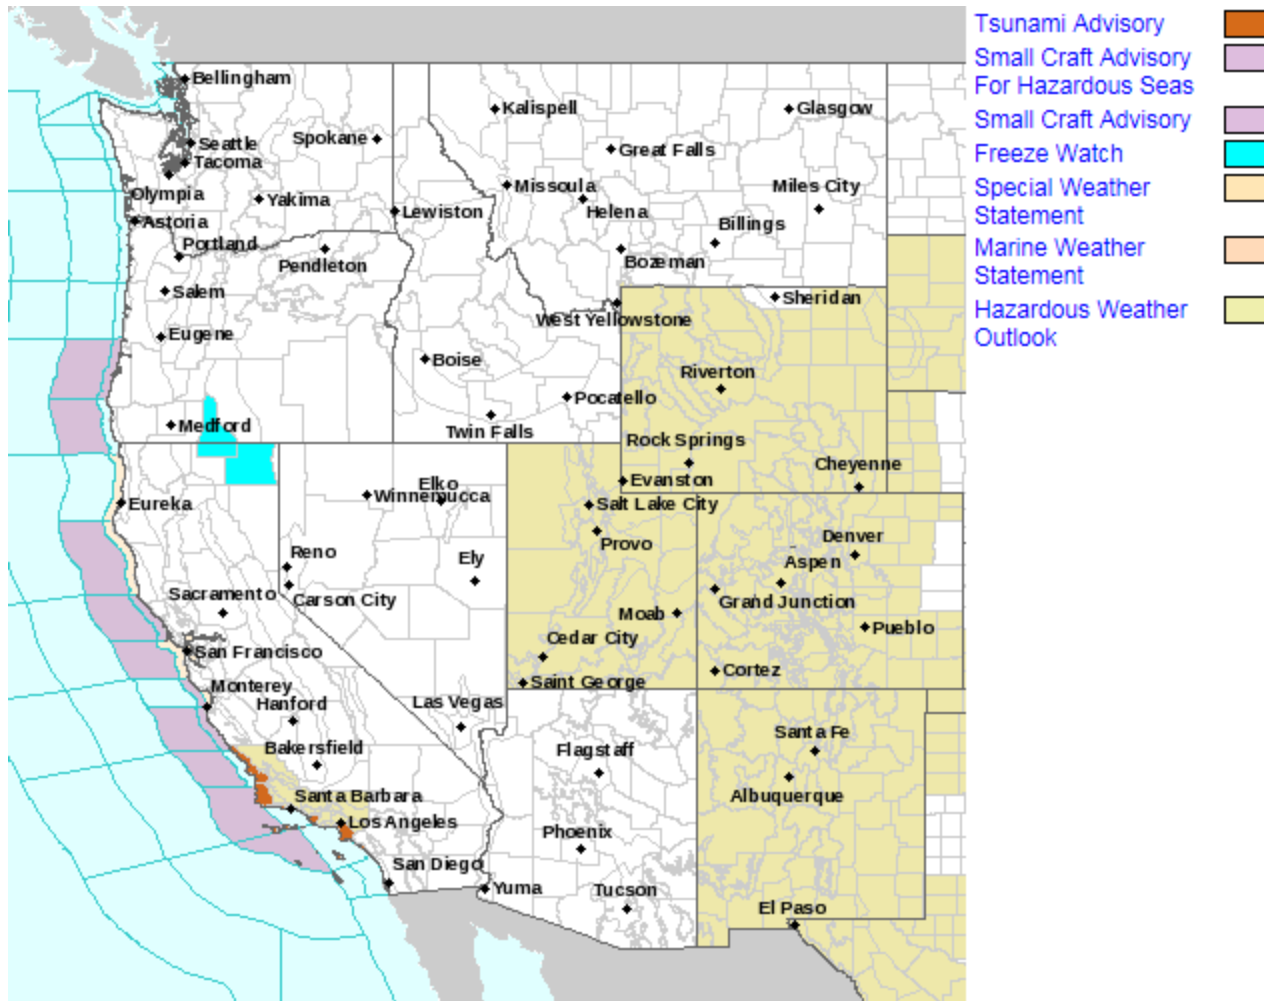 Tsunami Advisory
Small Craft Advisory
For Hazardous Seas
Small Craft Advisory
Freeze Watch
Special Weather
Statement
Marine Weather
Statement
Hazardous Weather
Outlook
Bellingham
Kalispell
Glasgow
Seattle
Spokane
Great Falls
Tacoma
Olympia
Yakima
Missoula
Miles City
Lewiston
Helena
Astoria
Billings
Portland
Pendleton
Bozeman
Salem
Sheridan
West Yellowstone
Eugene
Boise
Riverton
Pocatello
Medford
Twin Falls
Rock Springs
Cheyenne
Evanston
Elko
Winnemucca
Eureka
Salt Lake City
Denver
Provo
Reno
Ely
Aspen
Sacramento
Carson City
Grand Junction
Moab
Pueblo
Cedar City
San Francisco
Cortez
Saint George
Monterey
Hanford
Las Vegas
Santa Fe
Bakersfield
Flagstaff
Santa Barbara
Albuquerque
Los Angeles
Phoenix
San Diego
Yuma
Tucson
El Paso